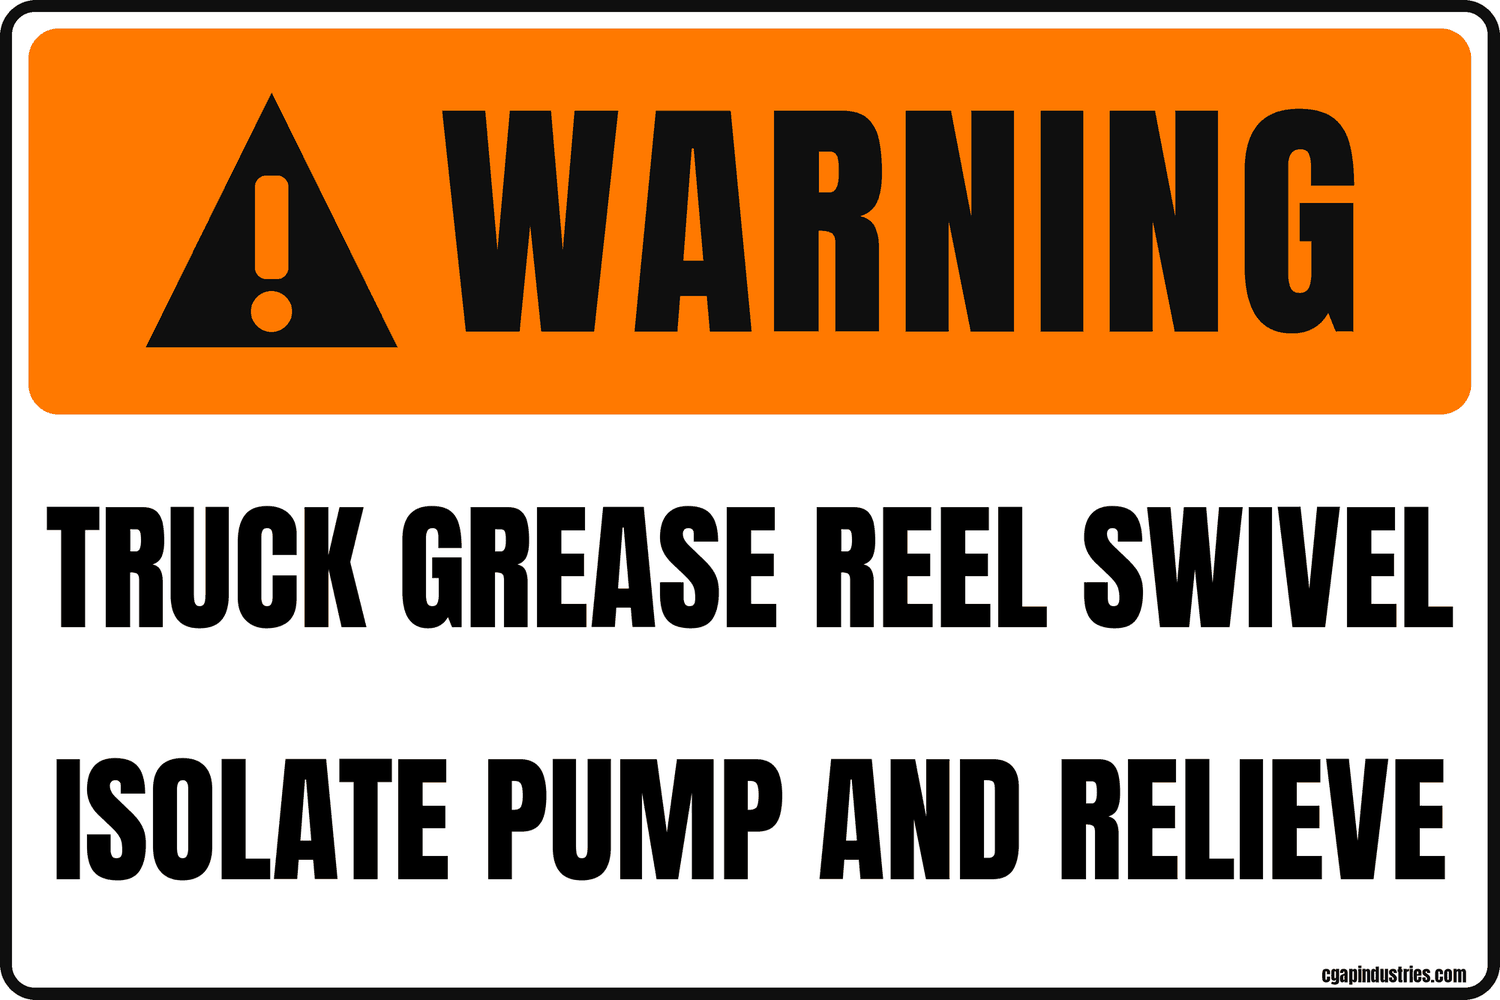 WARNING
TRUCK GREASE REEL SWIVEL
ISOLATE PUMP AND RELIEVE
cgapindustries.com